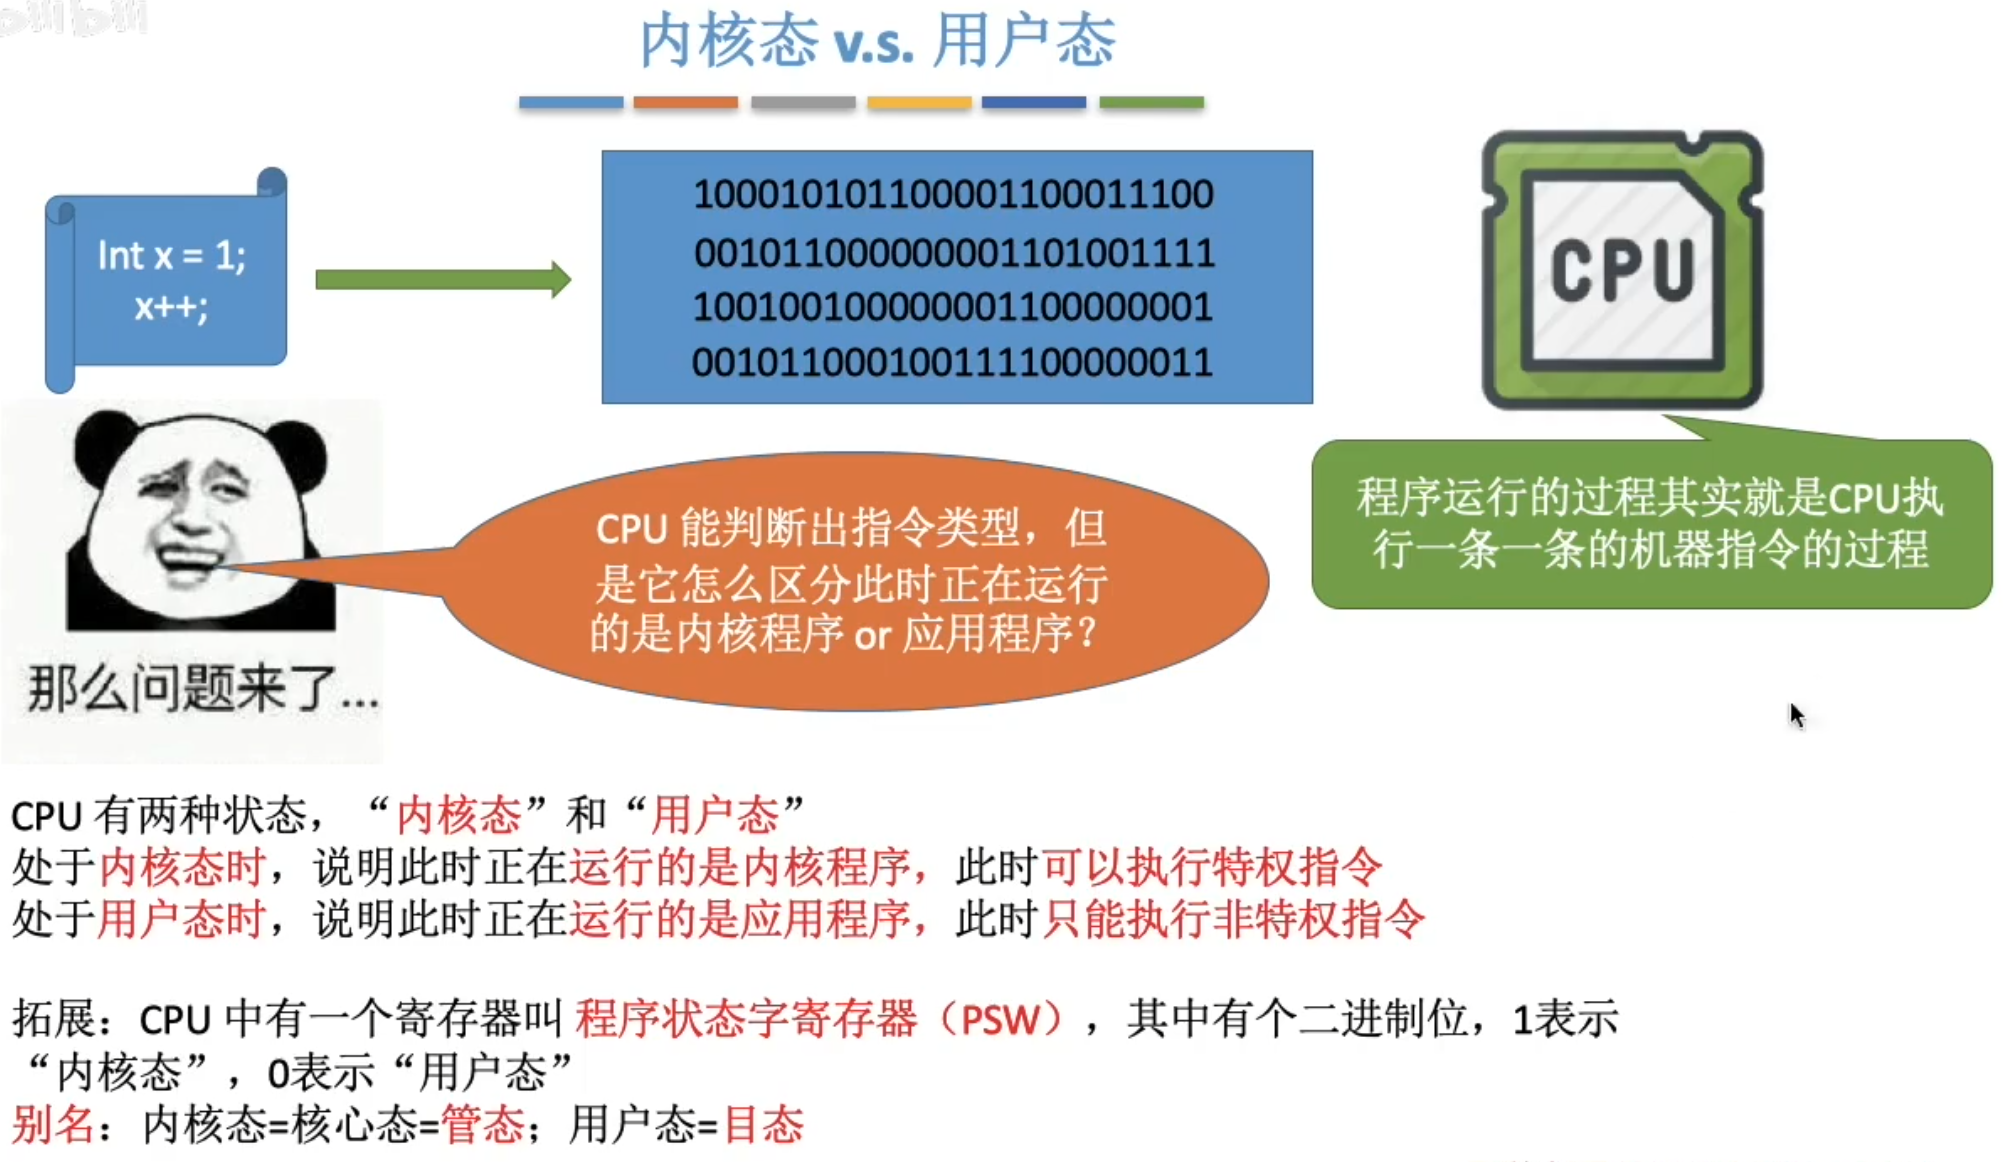 内核态 v.s. 用户态
Int x = 1;
x++;
100010101100001100011100
001011000000001101001111
100100100000001100000001
001011000100111100000011
CPU
程序运行的过程其实就是CPU执
行一条一条的机器指令的过程
CPU 能判断出指令类型，但
是它怎么区分此时正在运行
的是内核程序 or 应用程序？
那么问题来了...
CPU 有两种状态，“内核态”和“用户态”
处于内核态时，说明此时正在运行的是内核程序，此时可以执行特权指令
处于用户态时，说明此时正在运行的是应用程序，此时只能执行非特权指令
拓展：CPU 中有一个寄存器叫 程序状态字寄存器（PSW），其中有个二进制位，1表示
“内核态”，0表示“用户态”
别名：内核态=核心态=管态；用户态=目态